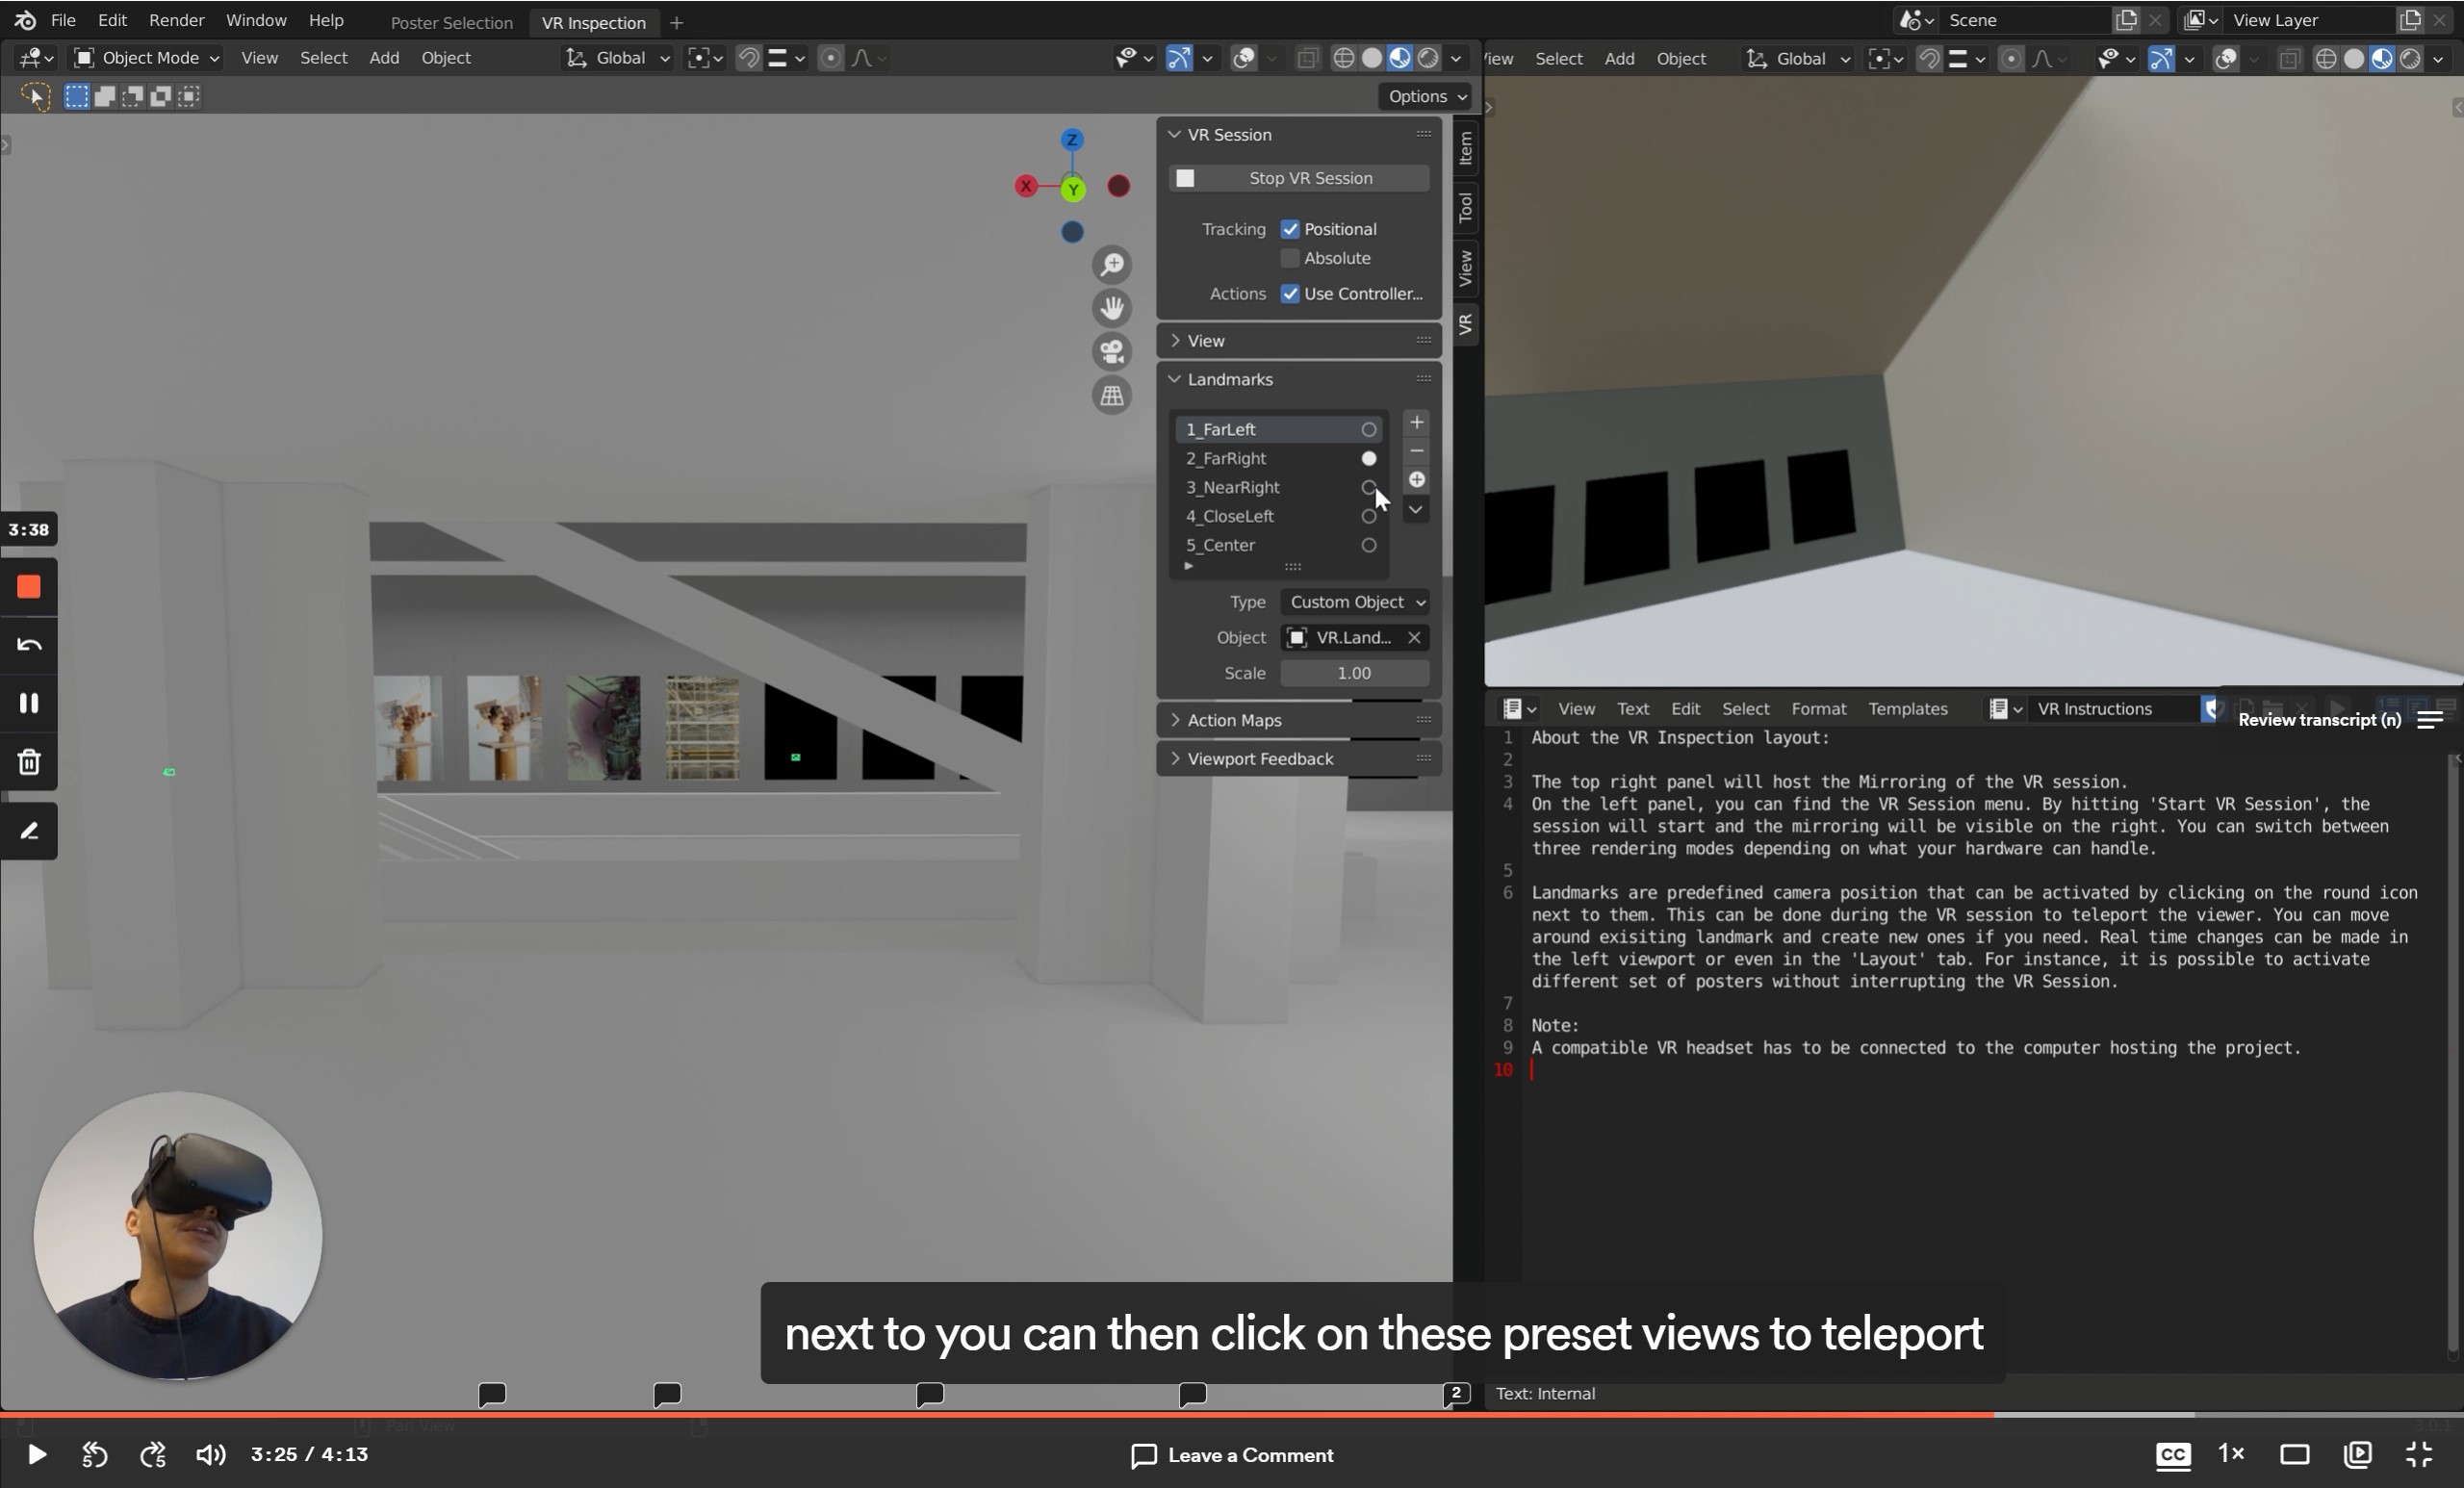 File Edit Render Window Help Poster Selection VR Inspection + Scene View Layer
Object Mode View Select Add Object Global
iew Select Add Object Global
Options
Z
X Y
VR Session
Stop VR Session
Tracking Positional
Absolute
Actions Use Controller...
View
Landmarks
1_FarLeft
2_FarRight
3_NearRight
4_CloseLeft
5_Center
Type Custom Object
Object VR.Land...
Scale 1.00
Action Maps
Viewport Feedback
Item
Tool
View
VR
3:38
View Text Edit Select Format Templates VR Instructions
Review transcript (n)
1 About the VR Inspection layout:
2
3 The top right panel will host the Mirroring of the VR session.
4 On the left panel, you can find the VR Session menu. By hitting 'Start VR Session', the
session will start and the mirroring will be visible on the right. You can switch between
three rendering modes depending on what your hardware can handle.
5
6 Landmarks are predefined camera position that can be activated by clicking on the round icon
next to them. This can be done during the VR session to teleport the viewer. You can move
around exisiting landmark and create new ones if you need. Real time changes can be made in
the left viewport or even in the 'Layout' tab. For instance, it is possible to activate
different set of posters without interrupting the VR Session.
7
8 Note:
9 A compatible VR headset has to be connected to the computer hosting the project.
10
next to you can then click on these preset views to teleport
2
Text: Internal
Pan View
3.0.1
5 5 3:25 / 4:13 Leave a Comment CC 1×